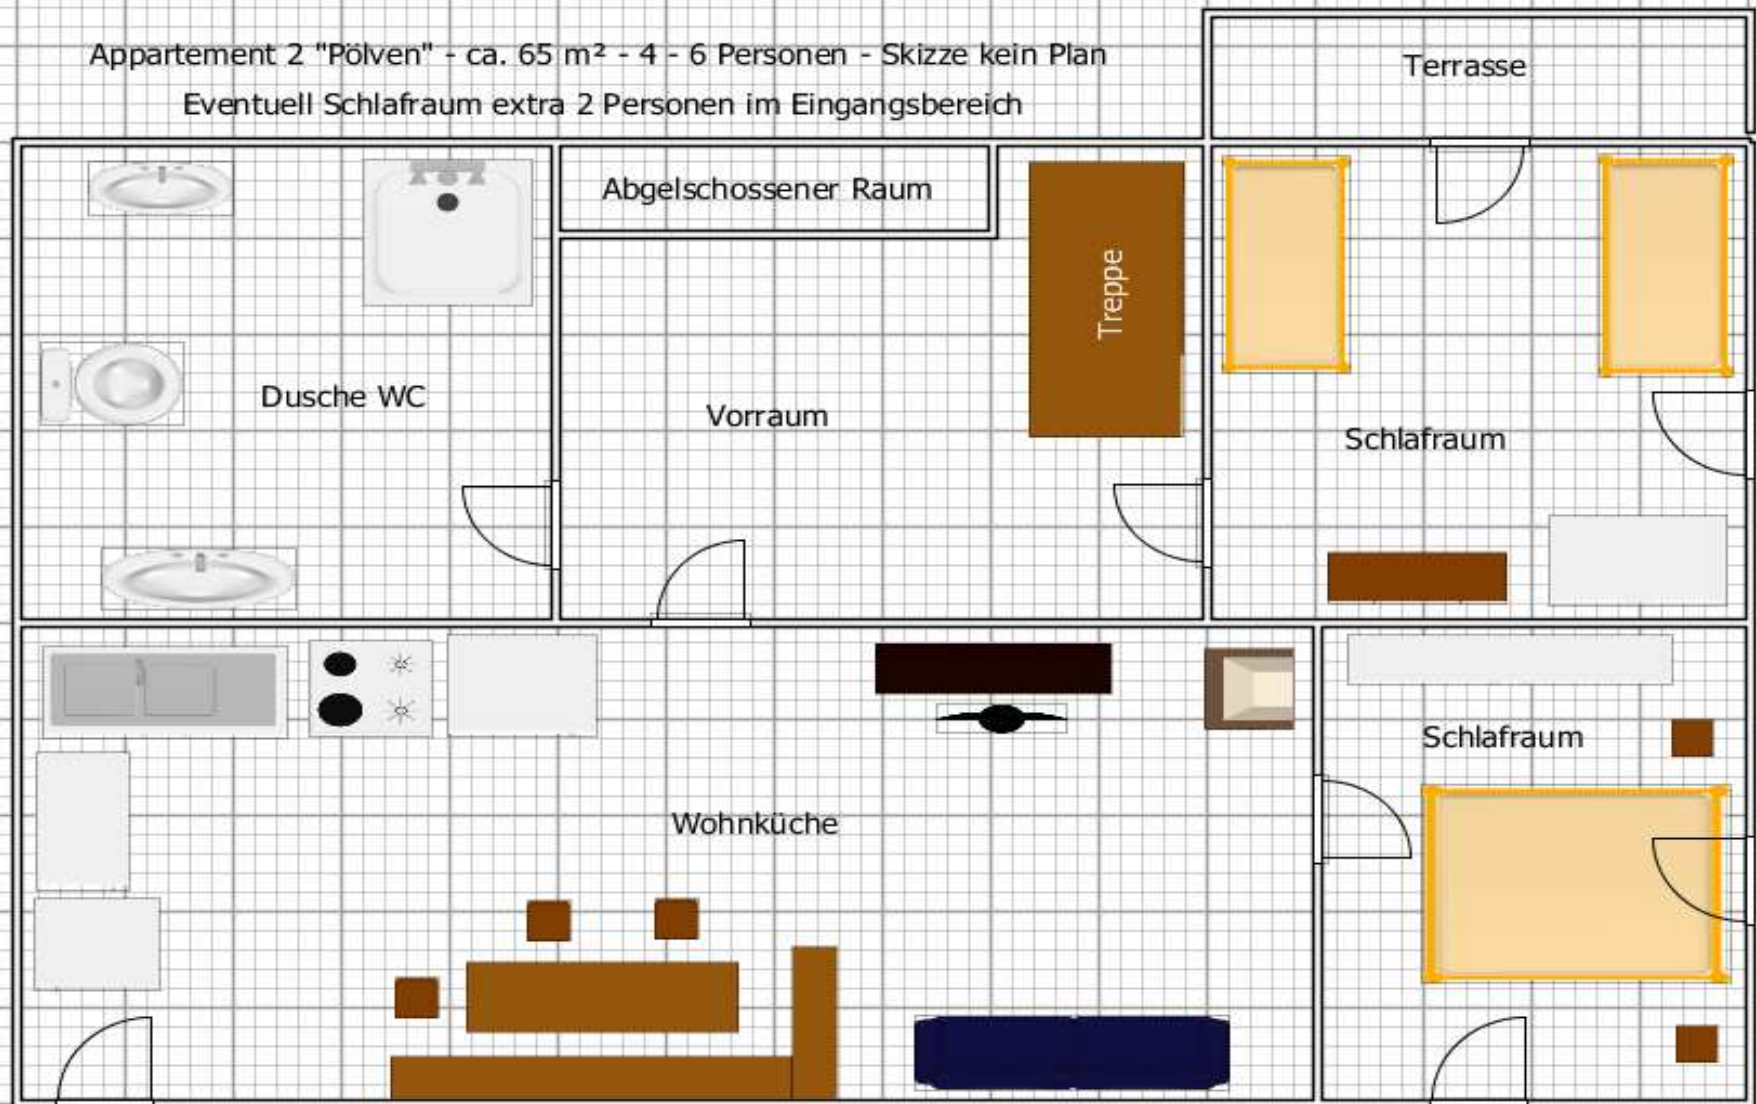 Appartement 2 "Pölven" - ca. 65 m² - 4 - 6 Personen - Skizze kein Plan
Eventuell Schlafraum extra 2 Personen im Eingangsbereich
Terrasse
Abgelschossener Raum
Treppe
Dusche WC
Vorraum
Schlafraum
Schlafraum
Wohnküche